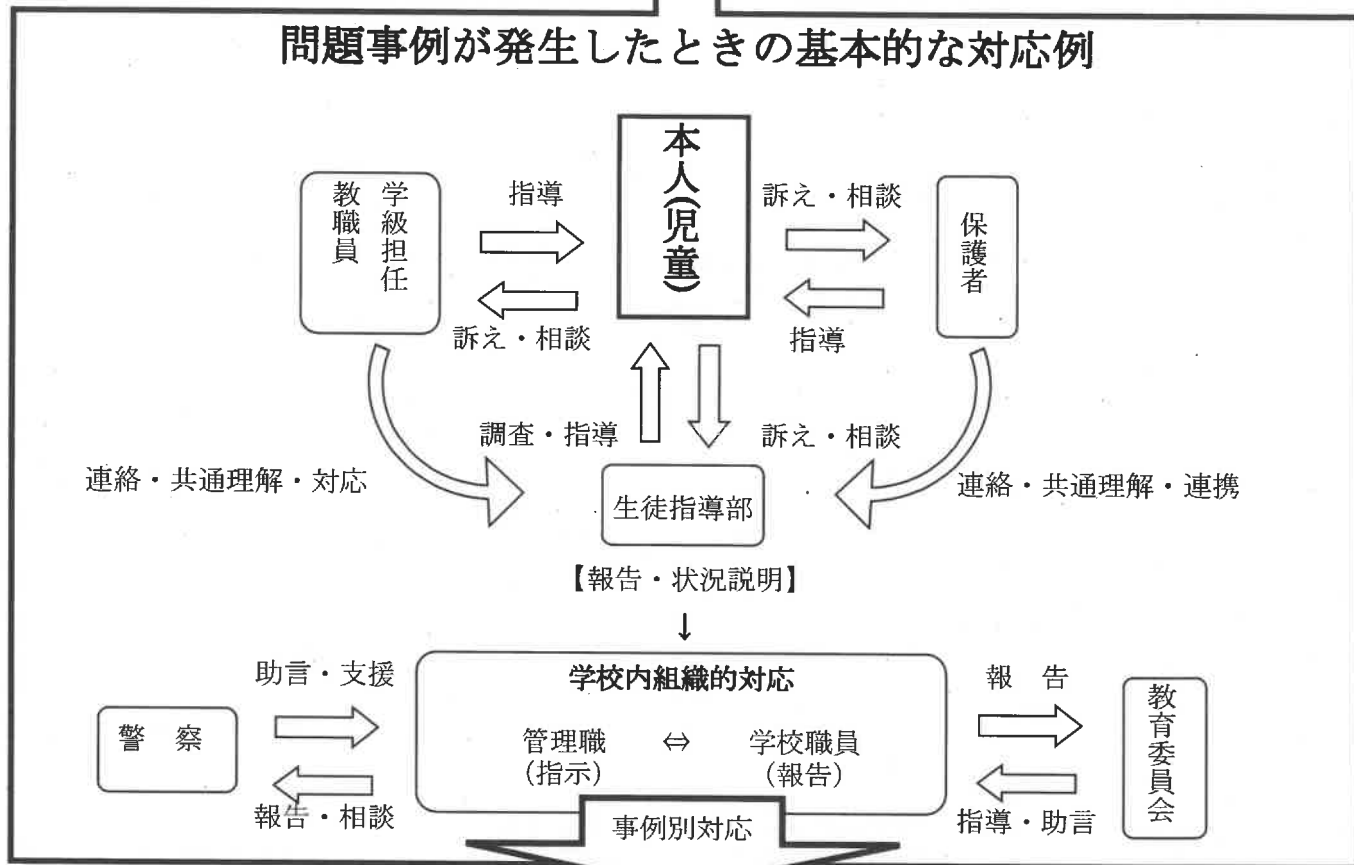 問題事例が発生したときの基本的な対応例
本人(児童)
学級担任
教職員
指導
訴え・相談
訴え・相談
指導
保護者
調査・指導
訴え・相談
連絡・共通理解・対応
生徒指導部
連絡・共通理解・連携
【報告・状況説明】
↓
助言・支援
学校内組織的対応
報　告
警　察
管理職　⇔　学校職員
(指示)　(報告)
教育委員会
報告・相談
事例別対応
指導・助言